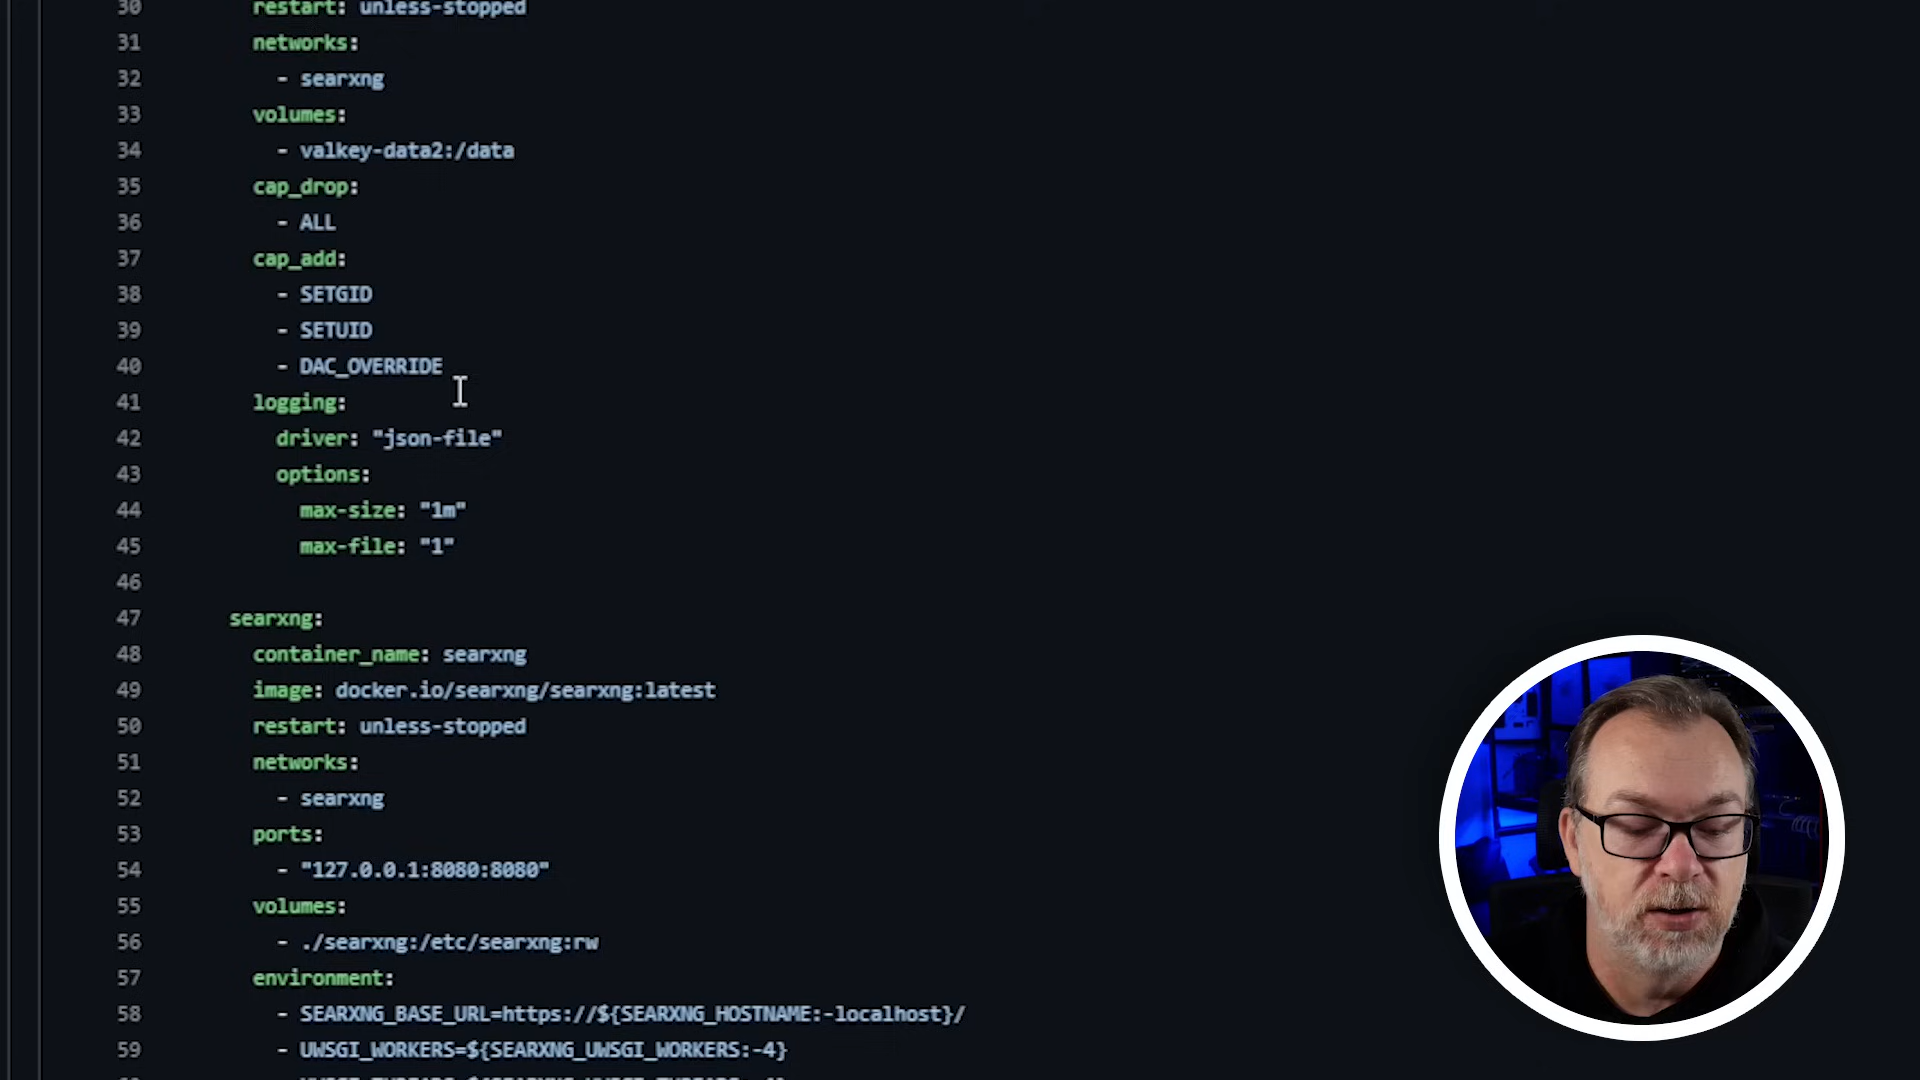 30 restart: unless-stopped
31 networks:
32 - searxng
33 volumes:
34 - valkey-data2:/data
35 cap_drop:
36 - ALL
37 cap_add:
38 - SETGID
39 - SETUID
40 - DAC_OVERRIDE
41 logging:
42 driver: "json-file"
43 options:
44 max-size: "1m"
45 max-file: "1"
46
47 searxng:
48 container_name: searxng
49 image: docker.io/searxng/searxng:latest
50 restart: unless-stopped
51 networks:
52 - searxng
53 ports:
54 - "127.0.0.1:8080:8080"
55 volumes:
56 - ./searxng:/etc/searxng:rw
57 environment:
58 - SEARXNG_BASE_URL=https://${SEARXNG_HOSTNAME:-localhost}/
59 - UWSGI_WORKERS=${SEARXNG_UWSGI_WORKERS:-4}